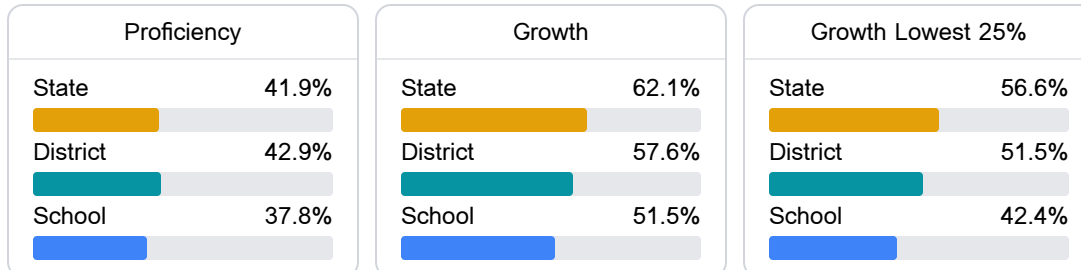 Proficiency
State 41.9%
District 42.9%
School 37.8%
Growth
State 62.1%
District 57.6%
School 51.5%
Growth Lowest 25%
State 56.6%
District 51.5%
School 42.4%